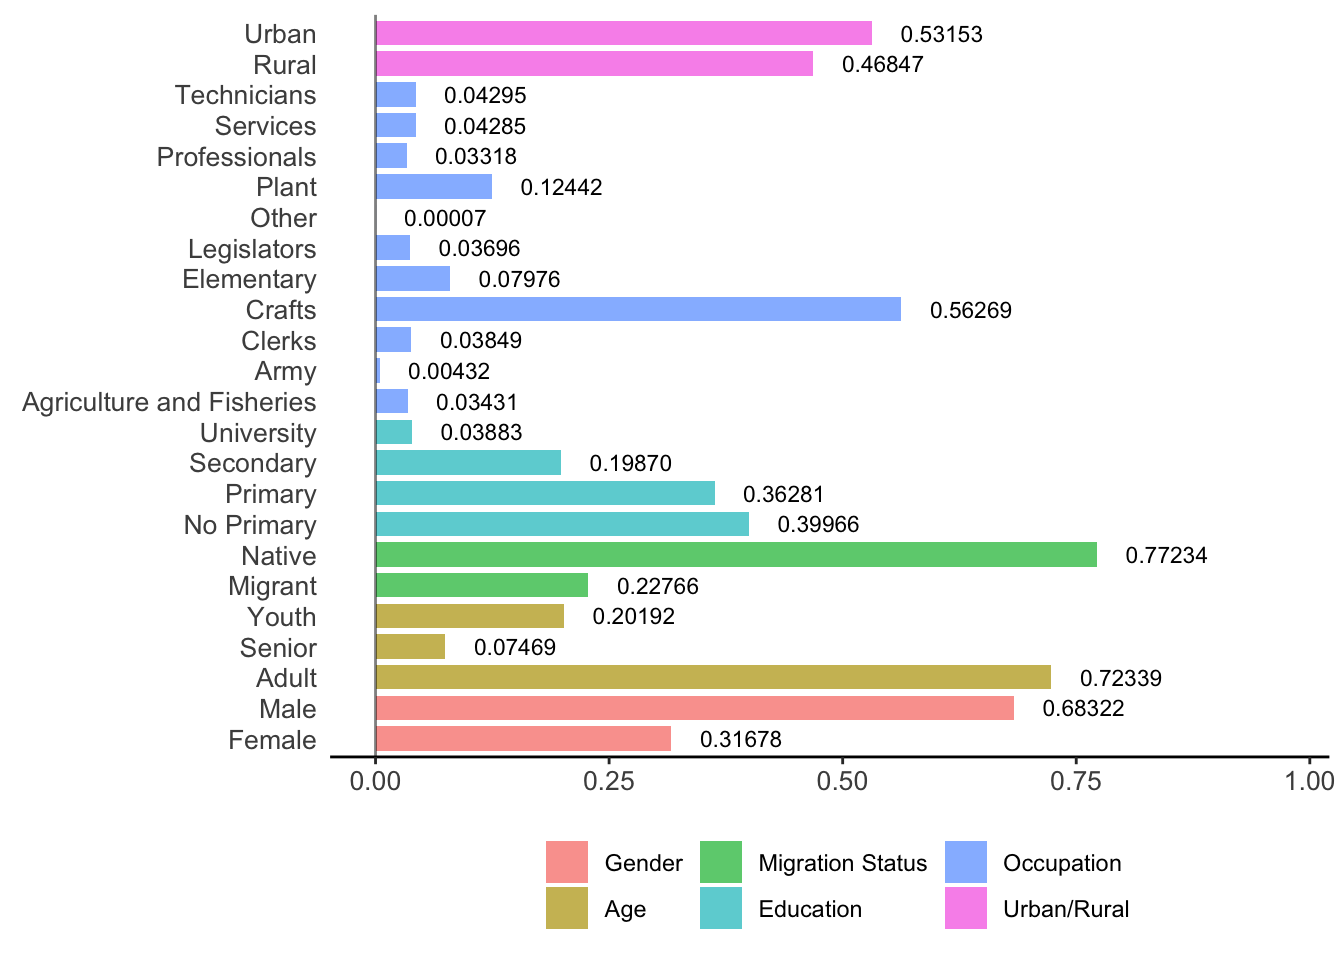 Urban 0.53153
Rural 0.46847
Technicians 0.04295
Services 0.04285
Professionals 0.03318
Plant 0.12442
Other 0.00007
Legislators 0.03696
Elementary 0.07976
Crafts 0.56269
Clerks 0.03849
Army 0.00432
Agriculture and Fisheries 0.03431
University 0.03883
Secondary 0.19870
Primary 0.36281
No Primary 0.39966
Native 0.77234
Migrant 0.22766
Youth 0.20192
Senior 0.07469
Adult 0.72339
Male 0.68322
Female 0.31678
0.00 0.25 0.50 0.75 1.00
Gender Migration Status Occupation
Age Education Urban/Rural